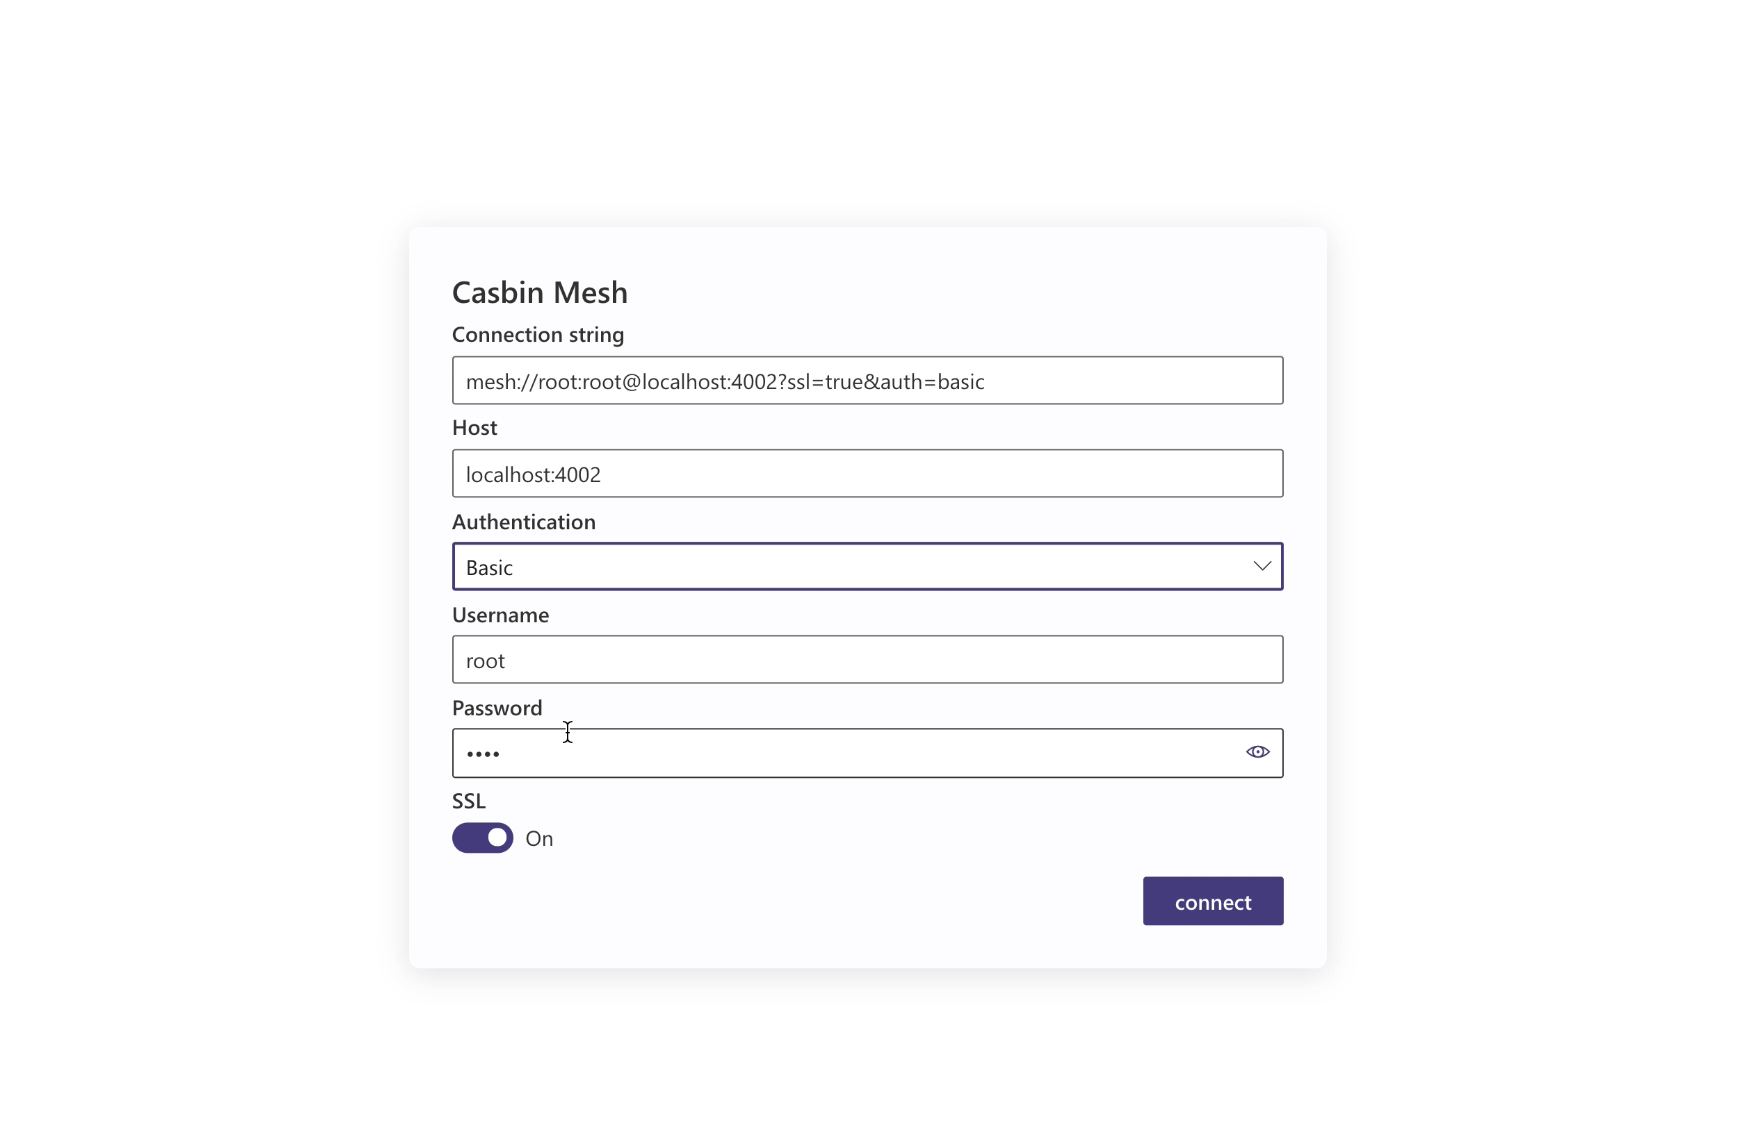 Casbin Mesh
Connection string
mesh://root:root@localhost:4002?ssl=true&auth=basic
Host
localhost:4002
Authentication
Basic
Username
root
Password
••••
SSL
On
connect